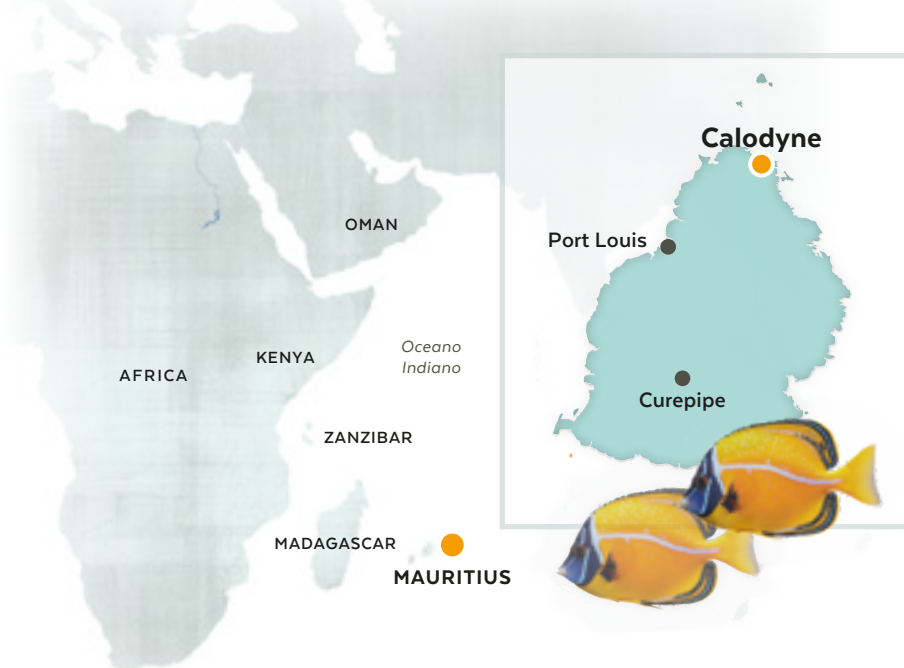 Calodyne
Port Louis
Curepipe
OMAN
Oceano
Indiano
KENYA
AFRICA
ZANZIBAR
MADAGASCAR
MAURITIUS